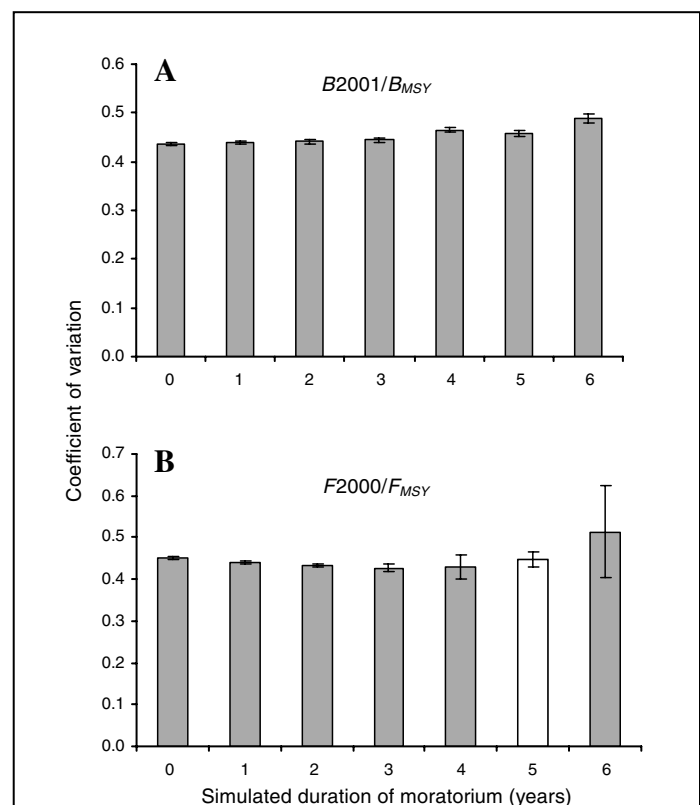 A
B2001/BMSY
0.6
0.5
0.4
0.3
0.2
0.1
0.0
0 1 2 3 4 5 6
Coefficient of variation
B
F2000/FMSY
0.7
0.6
0.5
0.4
0.3
0.2
0.1
0.0
0 1 2 3 4 5 6
Simulated duration of moratorium (years)